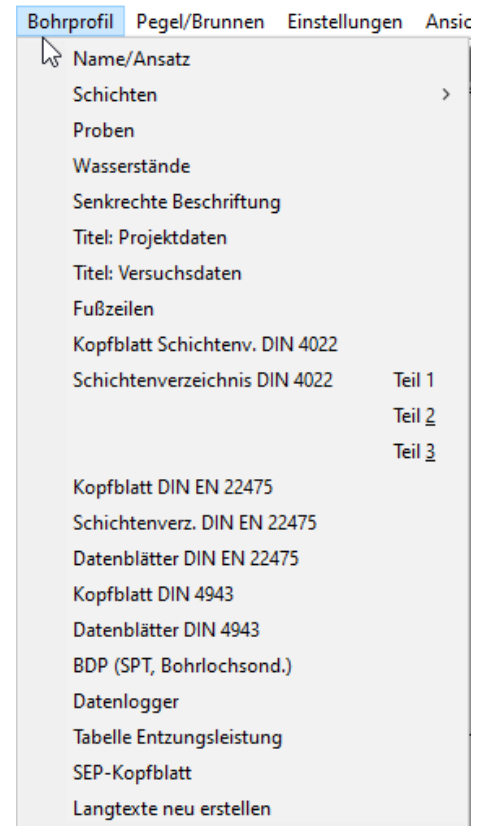 Bohrprofil Pegel/Brunnen Einstellungen Ansic
Name/Ansatz
Schichten >
Proben
Wasserstände
Senkrechte Beschriftung
Titel: Projektdaten
Titel: Versuchsdaten
Fußzeilen
Kopfblatt Schichtenv. DIN 4022
Schichtenverzeichnis DIN 4022 Teil 1
Teil 2
Teil 3
Kopfblatt DIN EN 22475
Schichtenverz. DIN EN 22475
Datenblätter DIN EN 22475
Kopfblatt DIN 4943
Datenblätter DIN 4943
BDP (SPT, Bohrlochsond.)
Datenlogger
Tabelle Entzungsleistung
SEP-Kopfblatt
Langtexte neu erstellen